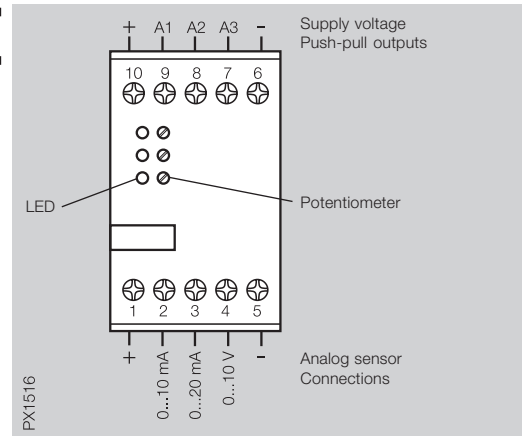 + A1 A2 A3 −
Supply voltage
Push-pull outputs
10 9 8 7 6
LED
Potentiometer
1 2 3 4 5
+ 0...10 mA 0...20 mA 0...10 V −
Analog sensor
Connections
PX1516